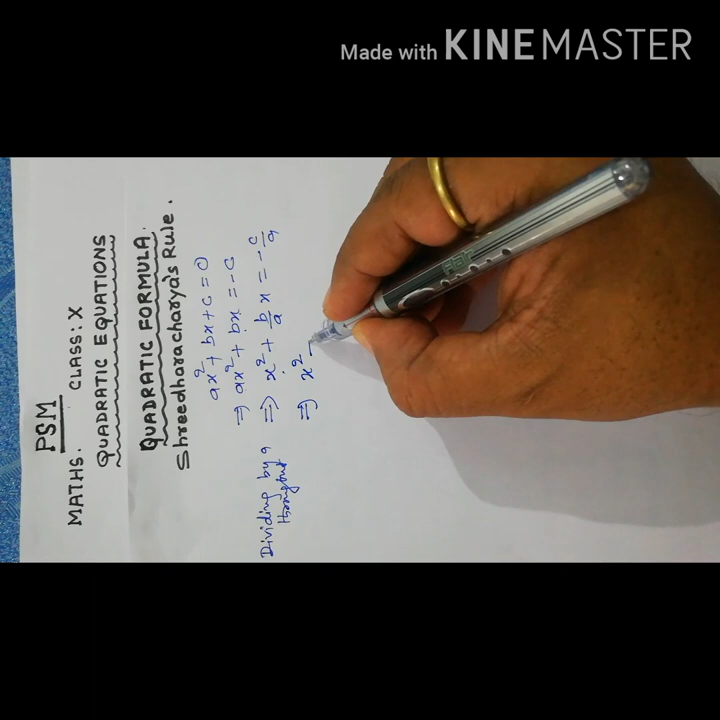 Made with KINEMASTER
PSM
MATHS. CLASS: X
QUADRATIC EQUATIONS
QUADRATIC FORMULA.
Shreedharacharya's Rule.
ax² + bx + c = 0
⇒ ax² + bx = -c
Dividing by a throughout ⇒ x² + b/a x = -c/a
⇒ x²